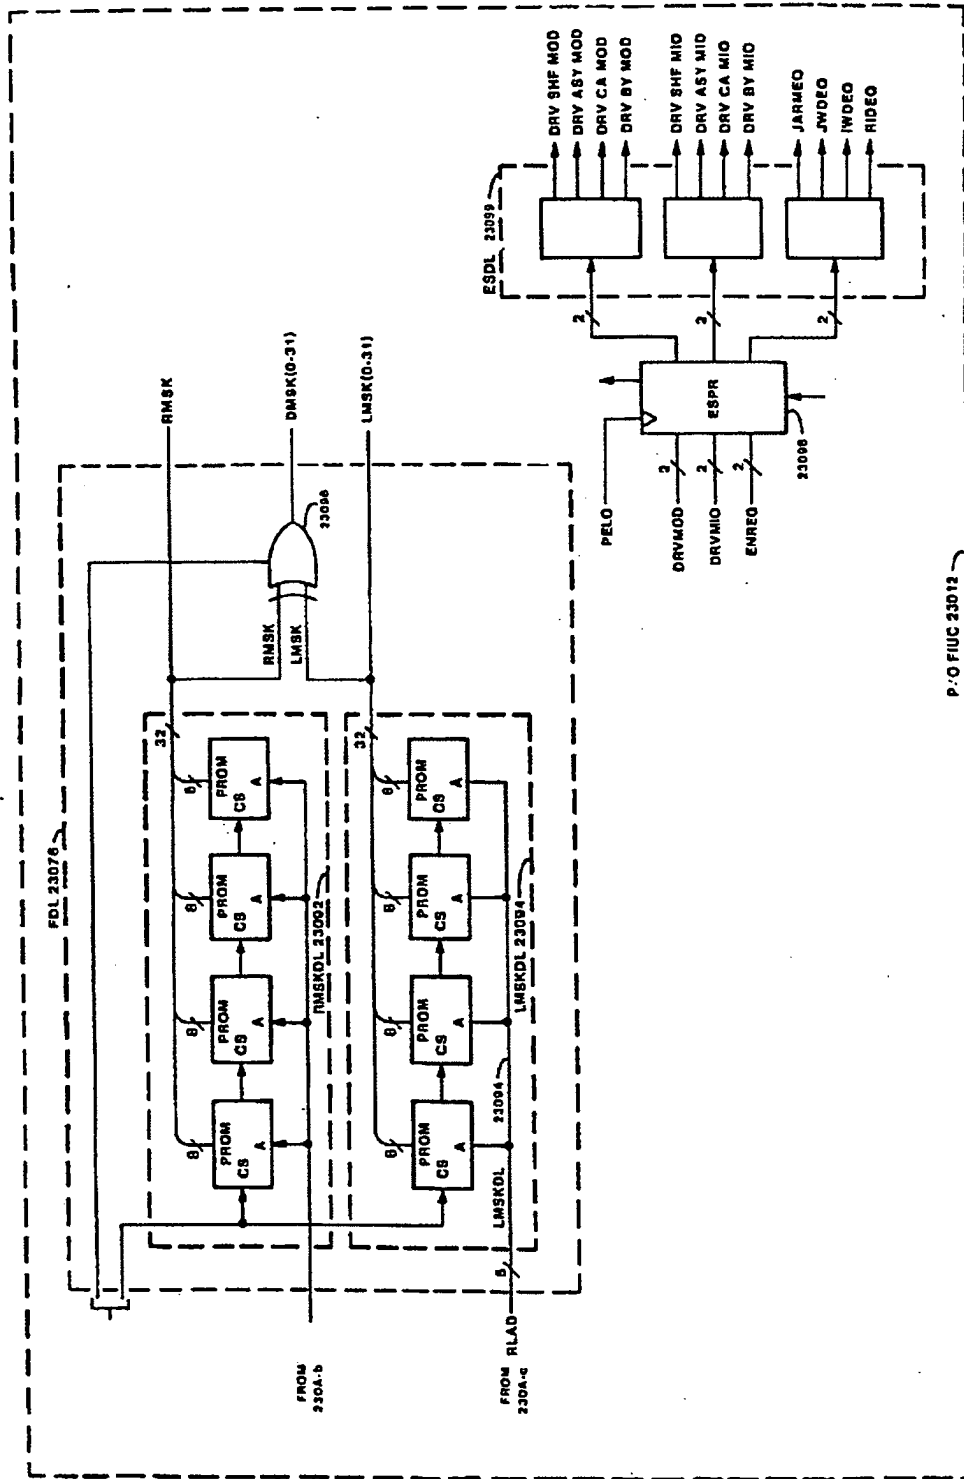 FDL 23076
RMSK
DMSK(0-31)
LMSK(0-31)
RMSK
LMSK
23096
32
8
8
8
8
PROM
CS
A
PROM
CS
A
PROM
CS
A
PROM
CS
A
RMSKDL 23092
32
8
8
8
8
PROM
CS
A
PROM
CS
A
PROM
CS
A
PROM
CS
A
LMSKDL 23094
LMSKDL
23094
5
FROM
230A-b
RLAD
FROM
230A-c
ESDL 23099
DRV SHF MOD
DRV ASY MOD
DRV CA MOD
DRV BY MOD
DRV SHF MIO
DRV ASY MIO
DRV CA MIO
DRV BY MIO
JARMEO
JWDEO
IWDEO
RIDEO
2
2
2
PELO
ESPR
23098
DRVMOD
2
DRVMIO
2
ENREO
2
P/O FIUC 23012